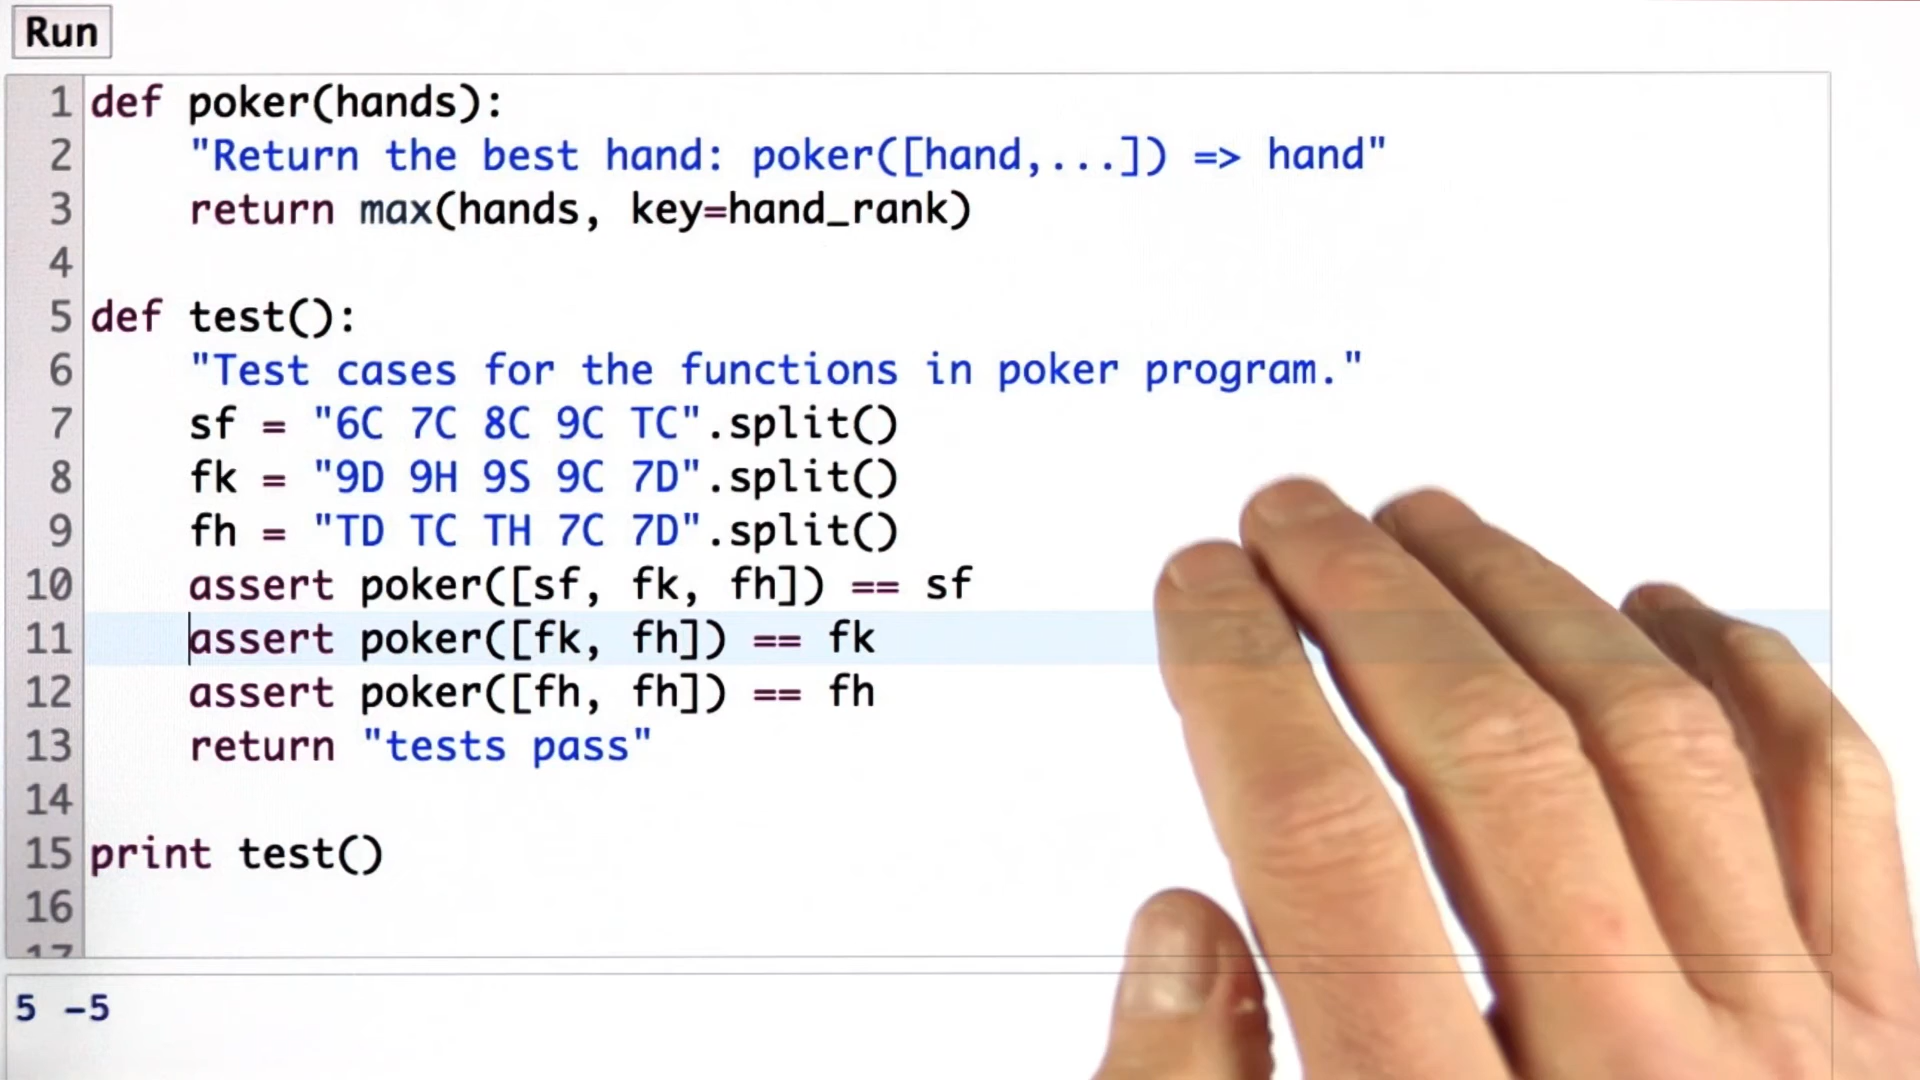 Run
1 def poker(hands):
2 "Return the best hand: poker([hand,...]) => hand"
3 return max(hands, key=hand_rank)
4
5 def test():
6 "Test cases for the functions in poker program."
7 sf = "6C 7C 8C 9C TC".split()
8 fk = "9D 9H 9S 9C 7D".split()
9 fh = "TD TC TH 7C 7D".split()
10 assert poker([sf, fk, fh]) == sf
11 assert poker([fk, fh]) == fk
12 assert poker([fh, fh]) == fh
13 return "tests pass"
14
15 print test()
16
17
5 -5